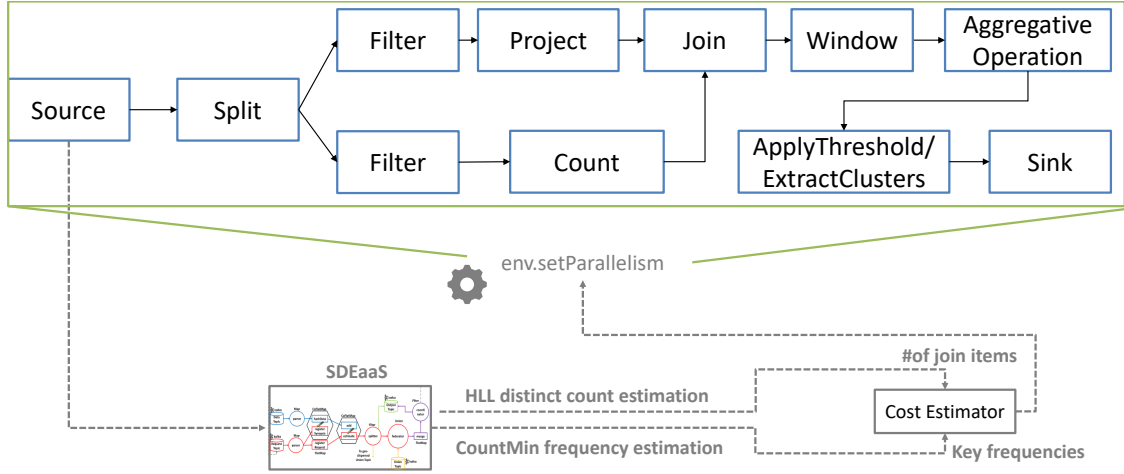 Filter
Project
Join
Window
Aggregative
Operation
Source
Split
Filter
Count
ApplyThreshold/
ExtractClusters
Sink
env.setParallelism
#of join items
SDEaaS
HLL distinct count estimation
Cost Estimator
CountMin frequency estimation
Key frequencies